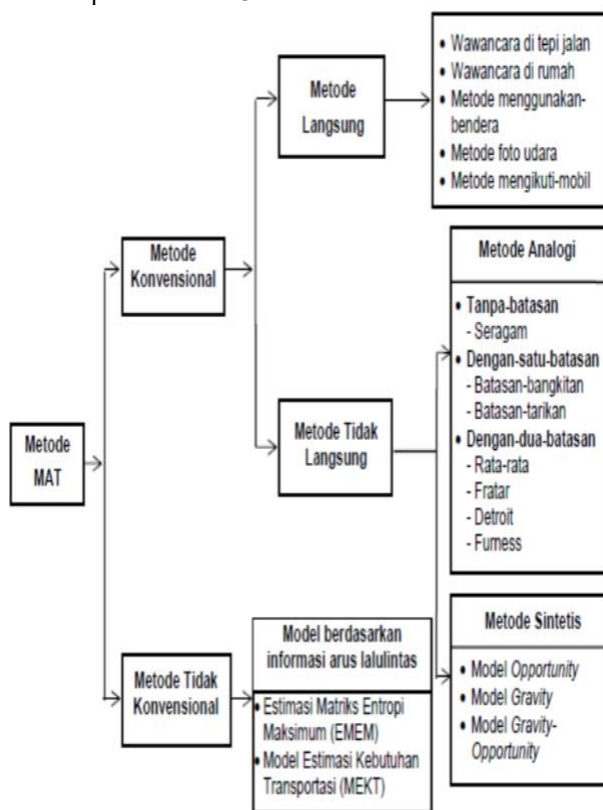 Metode
MAT
Metode
Konvensional
Metode
Langsung
• Wawancara di tepi jalan
• Wawancara di rumah
• Metode menggunakan-
bendera
• Metode foto udara
• Metode mengikuti-mobil
Metode Tidak
Langsung
Metode Analogi
• Tanpa-batasan
- Seragam
• Dengan-satu-batasan
- Batasan-bangkitan
- Batasan-tarikan
• Dengan-dua-batasan
- Rata-rata
- Fratar
- Detroit
- Furness
Metode Sintetis
• Model Opportunity
• Model Gravity
• Model Gravity-
Opportunity
Metode Tidak
Konvensional
Model berdasarkan
informasi arus lalulintas
• Estimasi Matriks Entropi
Maksimum (EMEM)
• Model Estimasi Kebutuhan
Transportasi (MEKT)